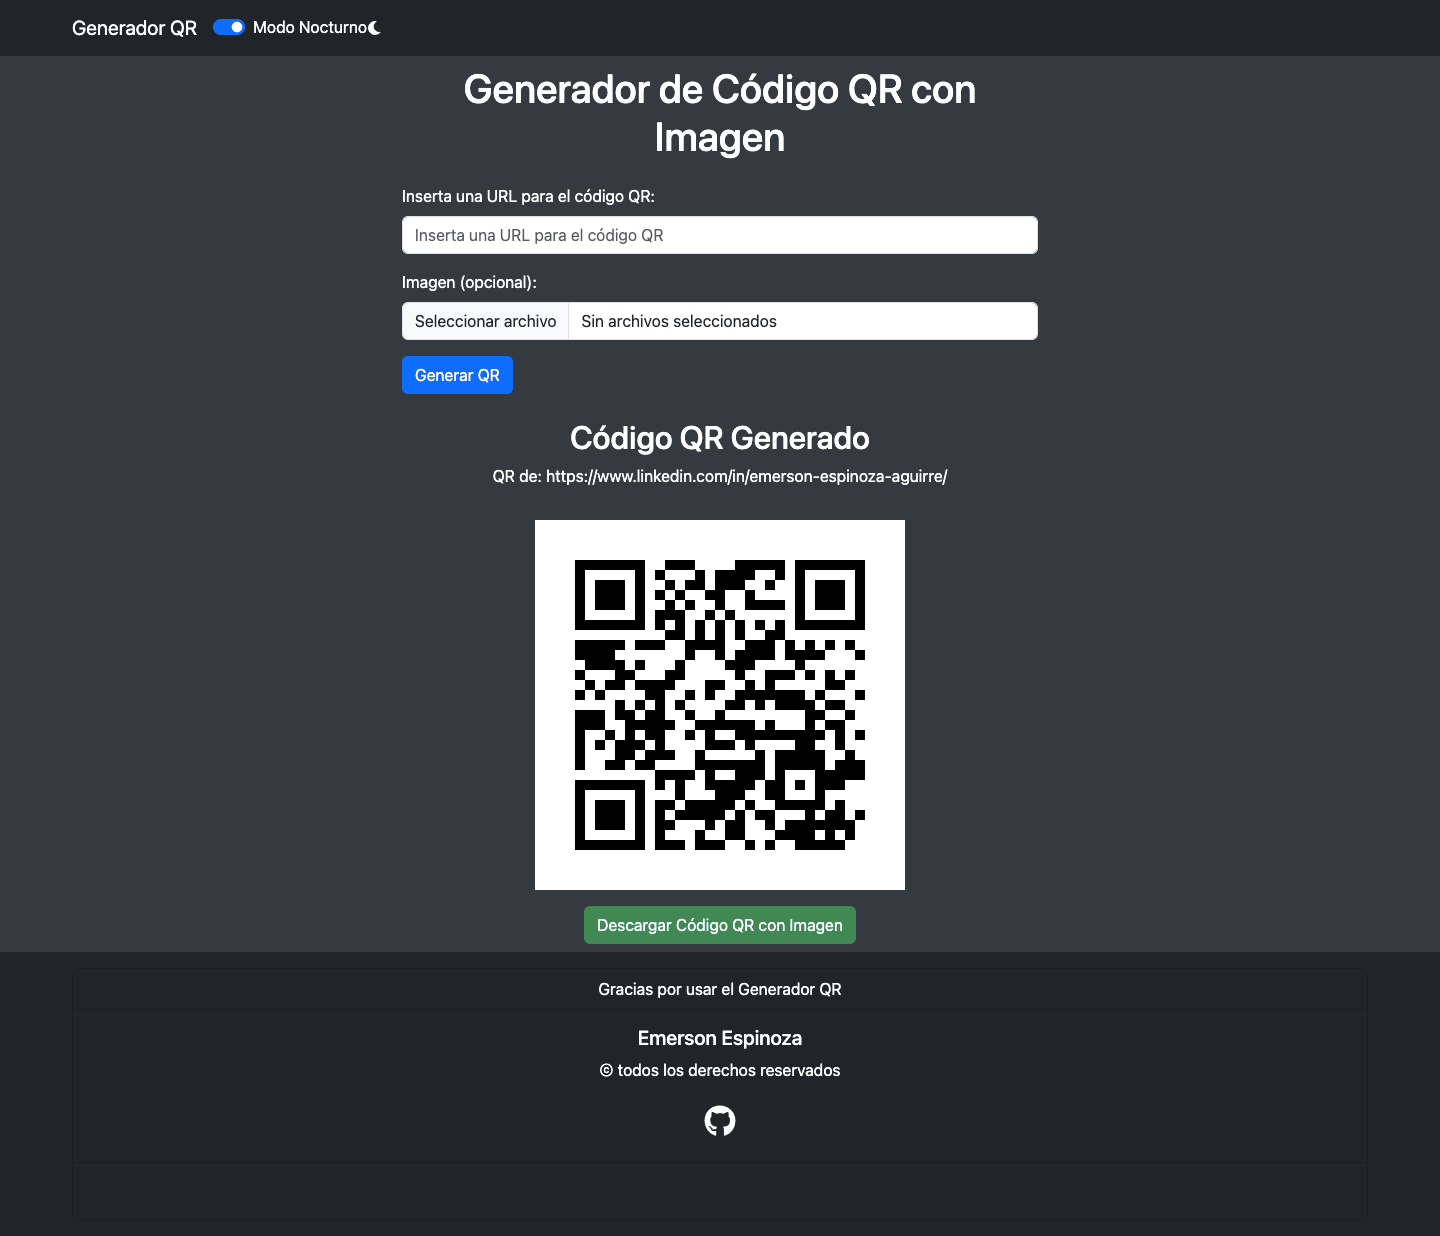 Generador QR Modo Nocturno
Generador de Código QR con
Imagen
Inserta una URL para el código QR:
Inserta una URL para el código QR
Imagen (opcional):
Seleccionar archivo Sin archivos seleccionados
Generar QR
Código QR Generado
QR de: https://www.linkedin.com/in/emerson-espinoza-aguirre/
Descargar Código QR con Imagen
Gracias por usar el Generador QR
Emerson Espinoza
© todos los derechos reservados